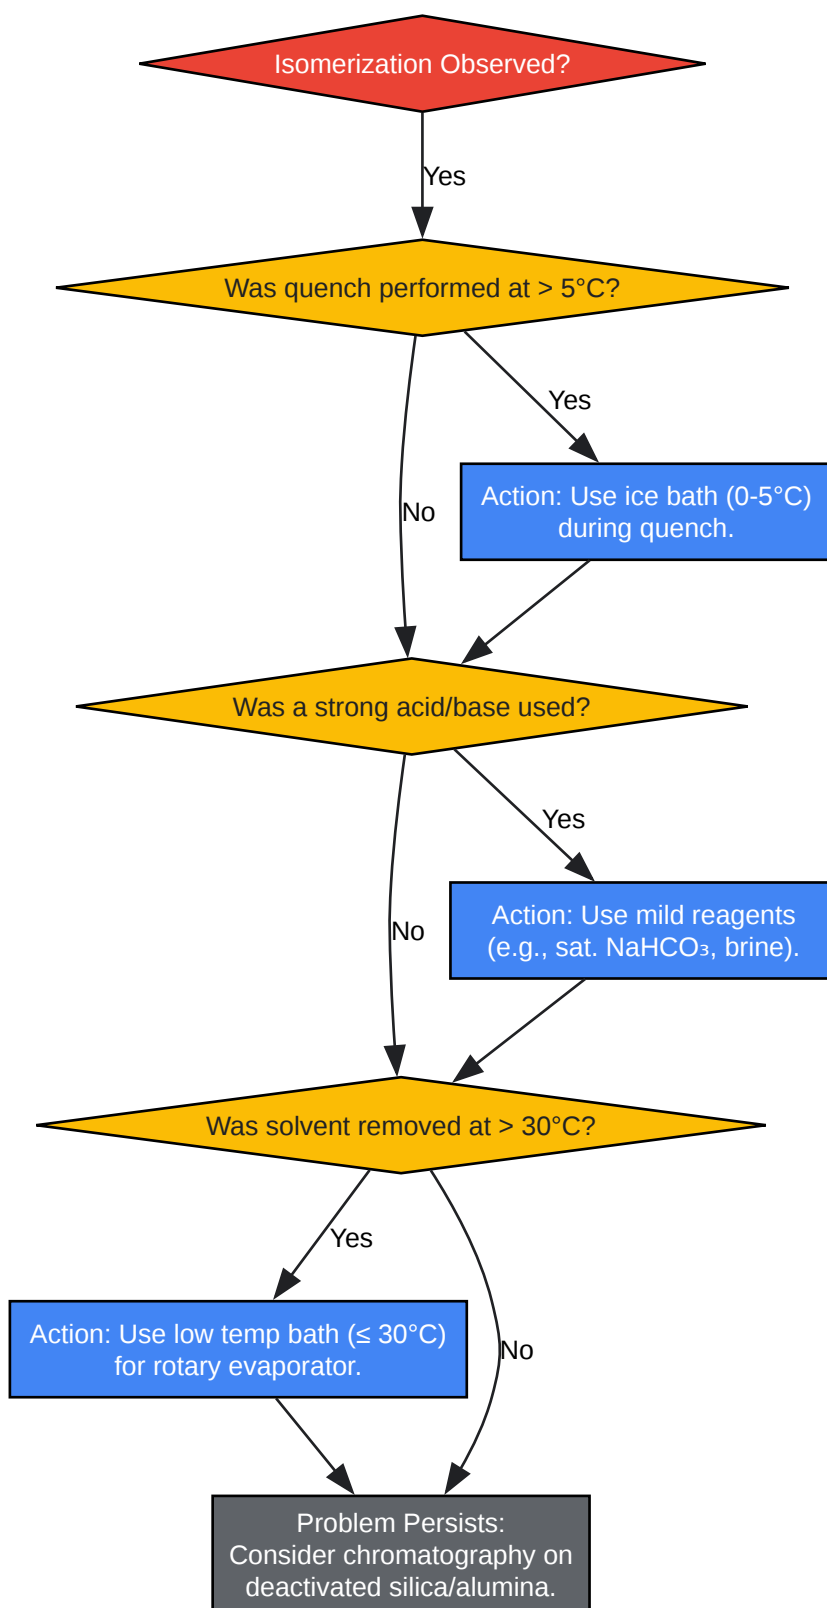 Isomerization Observed?
Yes
Was quench performed at > 5°C?
Yes
Action: Use ice bath (0-5°C)
during quench.
No
Was a strong acid/base used?
Yes
Action: Use mild reagents
(e.g., sat. NaHCO₃, brine).
No
Was solvent removed at > 30°C?
Yes
Action: Use low temp bath (≤ 30°C)
for rotary evaporator.
No
Problem Persists:
Consider chromatography on
deactivated silica/alumina.